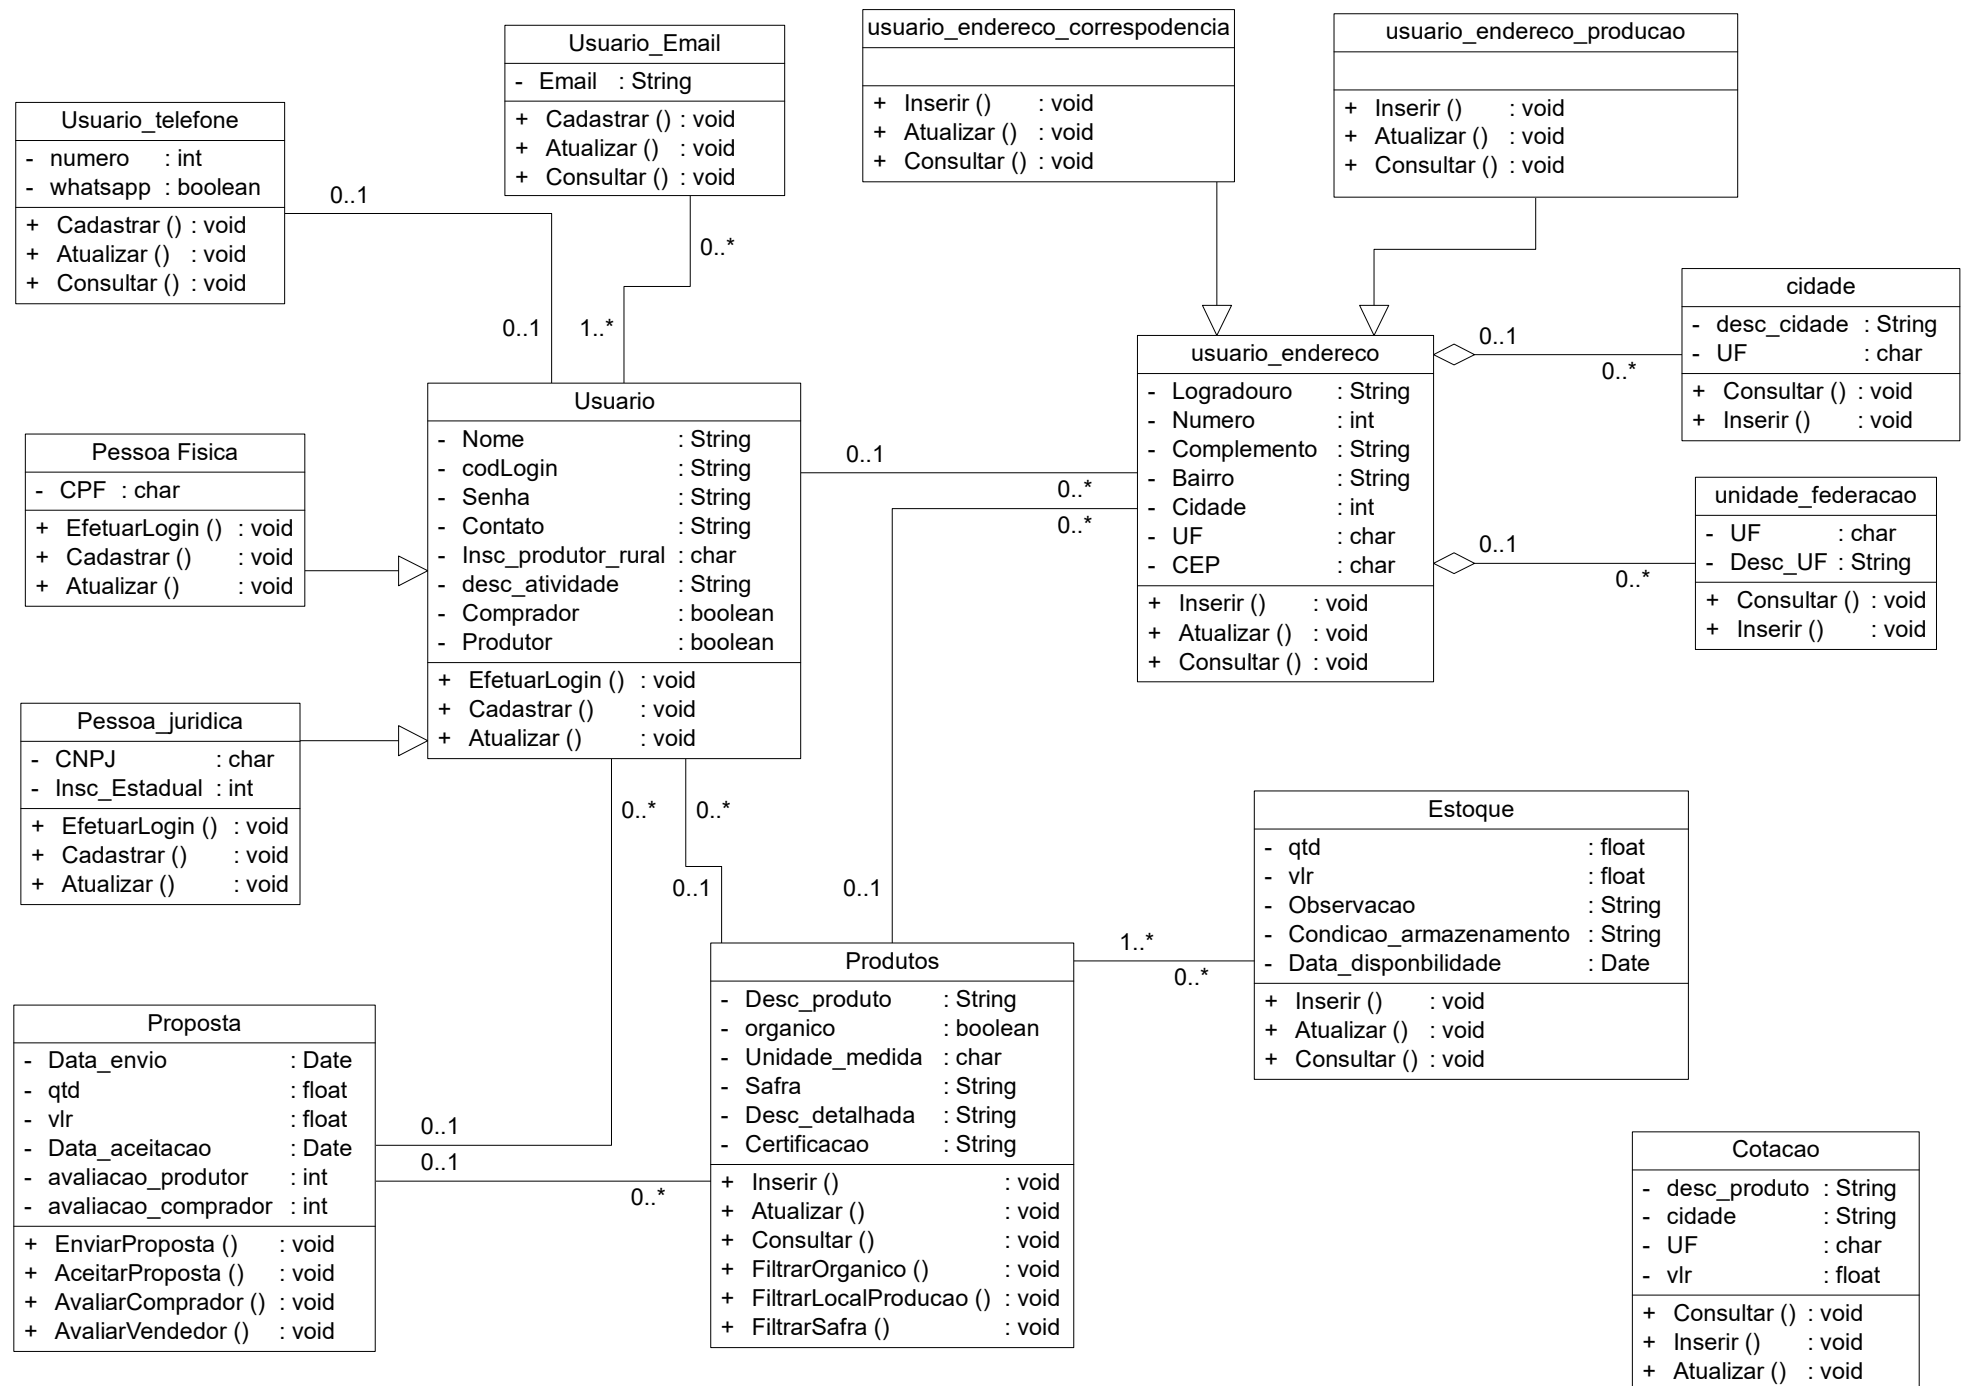 Usuario_Email
- Email : String
+ Cadastrar () : void
+ Atualizar () : void
+ Consultar () : void
usuario_endereco_correspodencia
+ Inserir () : void
+ Atualizar () : void
+ Consultar () : void
usuario_endereco_producao
+ Inserir () : void
+ Atualizar () : void
+ Consultar () : void
Usuario_telefone
- numero : int
- whatsapp : boolean
+ Cadastrar () : void
+ Atualizar () : void
+ Consultar () : void
0..1
0..1
0..*
1..*
cidade
- desc_cidade : String
- UF : char
+ Consultar () : void
+ Inserir () : void
0..1
0..*
usuario_endereco
- Logradouro : String
- Numero : int
- Complemento : String
- Bairro : String
- Cidade : int
- UF : char
- CEP : char
+ Inserir () : void
+ Atualizar () : void
+ Consultar () : void
Usuario
- Nome : String
- codLogin : String
- Senha : String
- Contato : String
- Insc_produtor_rural : char
- desc_atividade : String
- Comprador : boolean
- Produtor : boolean
+ EfetuarLogin () : void
+ Cadastrar () : void
+ Atualizar () : void
0..1
0..*
0..*
Pessoa Fisica
- CPF : char
+ EfetuarLogin () : void
+ Cadastrar () : void
+ Atualizar () : void
unidade_federacao
- UF : char
- Desc_UF : String
+ Consultar () : void
+ Inserir () : void
0..1
0..*
Pessoa_juridica
- CNPJ : char
- Insc_Estadual : int
+ EfetuarLogin () : void
+ Cadastrar () : void
+ Atualizar () : void
0..*
0..*
0..1
0..1
Estoque
- qtd : float
- vlr : float
- Observacao : String
- Condicao_armazenamento : String
- Data_disponbilidade : Date
+ Inserir () : void
+ Atualizar () : void
+ Consultar () : void
1..*
0..*
Produtos
- Desc_produto : String
- organico : boolean
- Unidade_medida : char
- Safra : String
- Desc_detalhada : String
- Certificacao : String
+ Inserir () : void
+ Atualizar () : void
+ Consultar () : void
+ FiltrarOrganico () : void
+ FiltrarLocalProducao () : void
+ FiltrarSafra () : void
Proposta
- Data_envio : Date
- qtd : float
- vlr : float
- Data_aceitacao : Date
- avaliacao_produtor : int
- avaliacao_comprador : int
+ EnviarProposta () : void
+ AceitarProposta () : void
+ AvaliarComprador () : void
+ AvaliarVendedor () : void
0..1
0..1
0..*
Cotacao
- desc_produto : String
- cidade : String
- UF : char
- vlr : float
+ Consultar () : void
+ Inserir () : void
+ Atualizar () : void